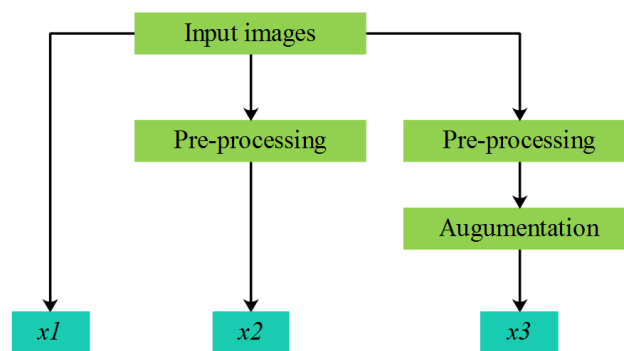 Input images
Pre-processing
Pre-processing
Augumentation
x1
x2
x3